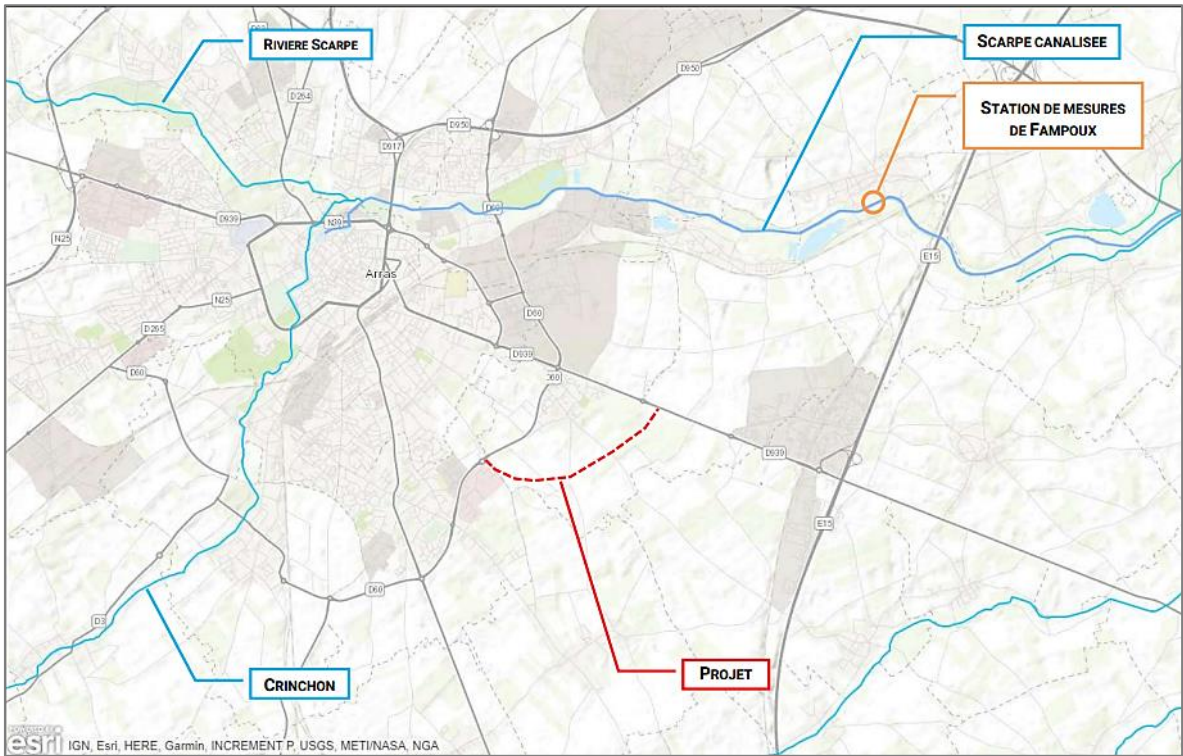 RIVIERE SCARPE
SCARPE CANALISEE
STATION DE MESURES
DE FAMPOUX
D950
D264
D950
D917
D60
D939
N25
Arras
E15
N25
D60
D265
D939
D60
D939
E15
D60
D3
CRINCHON
PROJET
esri
IGN, Esri, HERE, Garmin, INCREMENT P, USGS, METI/NASA, NGA